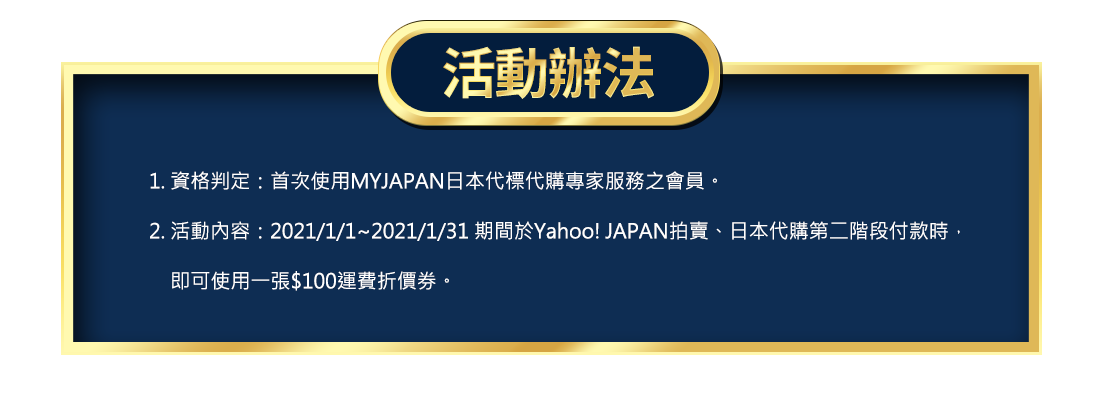 活動辦法
1. 資格判定：首次使用MYJAPAN日本代標代購專家服務之會員。
2. 活動內容：2021/1/1~2021/1/31 期間於Yahoo! JAPAN拍賣、日本代購第二階段付款時，
即可使用一張$100運費折價券。